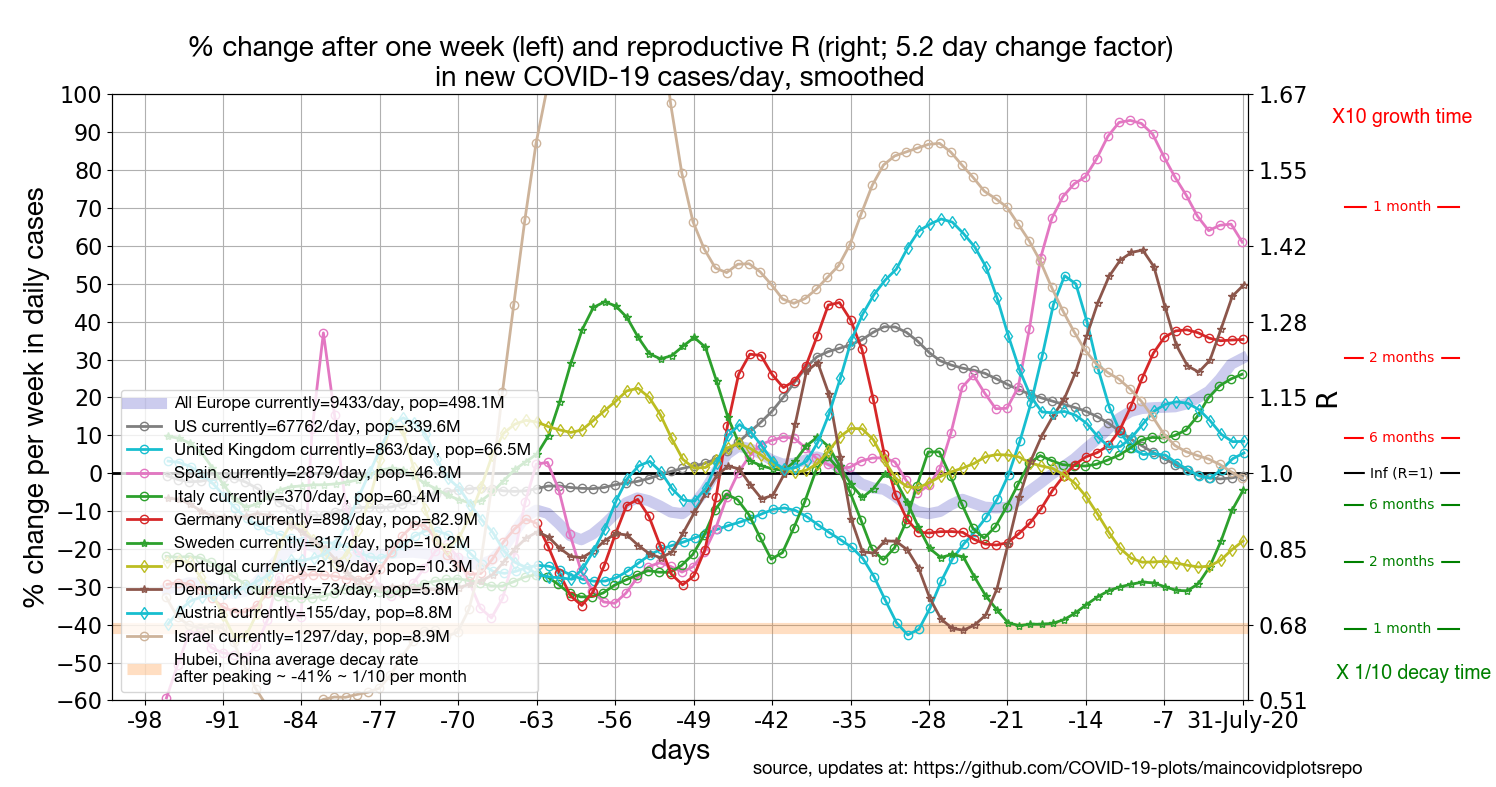 % change after one week (left) and reproductive R (right; 5.2 day change factor)
in new COVID-19 cases/day, smoothed
% change per week in daily cases
100
90
80
70
60
50
40
30
20
10
0
−10
−20
−30
−40
−50
−60
All Europe currently=9433/day, pop=498.1M
US currently=67762/day, pop=339.6M
United Kingdom currently=863/day, pop=66.5M
Spain currently=2879/day, pop=46.8M
Italy currently=370/day, pop=60.4M
Germany currently=898/day, pop=82.9M
Sweden currently=317/day, pop=10.2M
Portugal currently=219/day, pop=10.3M
Denmark currently=73/day, pop=5.8M
Austria currently=155/day, pop=8.8M
Israel currently=1297/day, pop=8.9M
Hubei, China average decay rate
after peaking ~ -41% ~ 1/10 per month
-98 -91 -84 -77 -70 -63 -56 -49 -42 -35 -28 -21 -14 -7 31-July-20
days
1.67
1.55
1.42
1.28
1.15
1.0
0.85
0.68
0.51
R
X10 growth time
1 month
2 months
6 months
Inf (R=1)
6 months
2 months
1 month
X 1/10 decay time
source, updates at: https://github.com/COVID-19-plots/maincovidplotsrepo